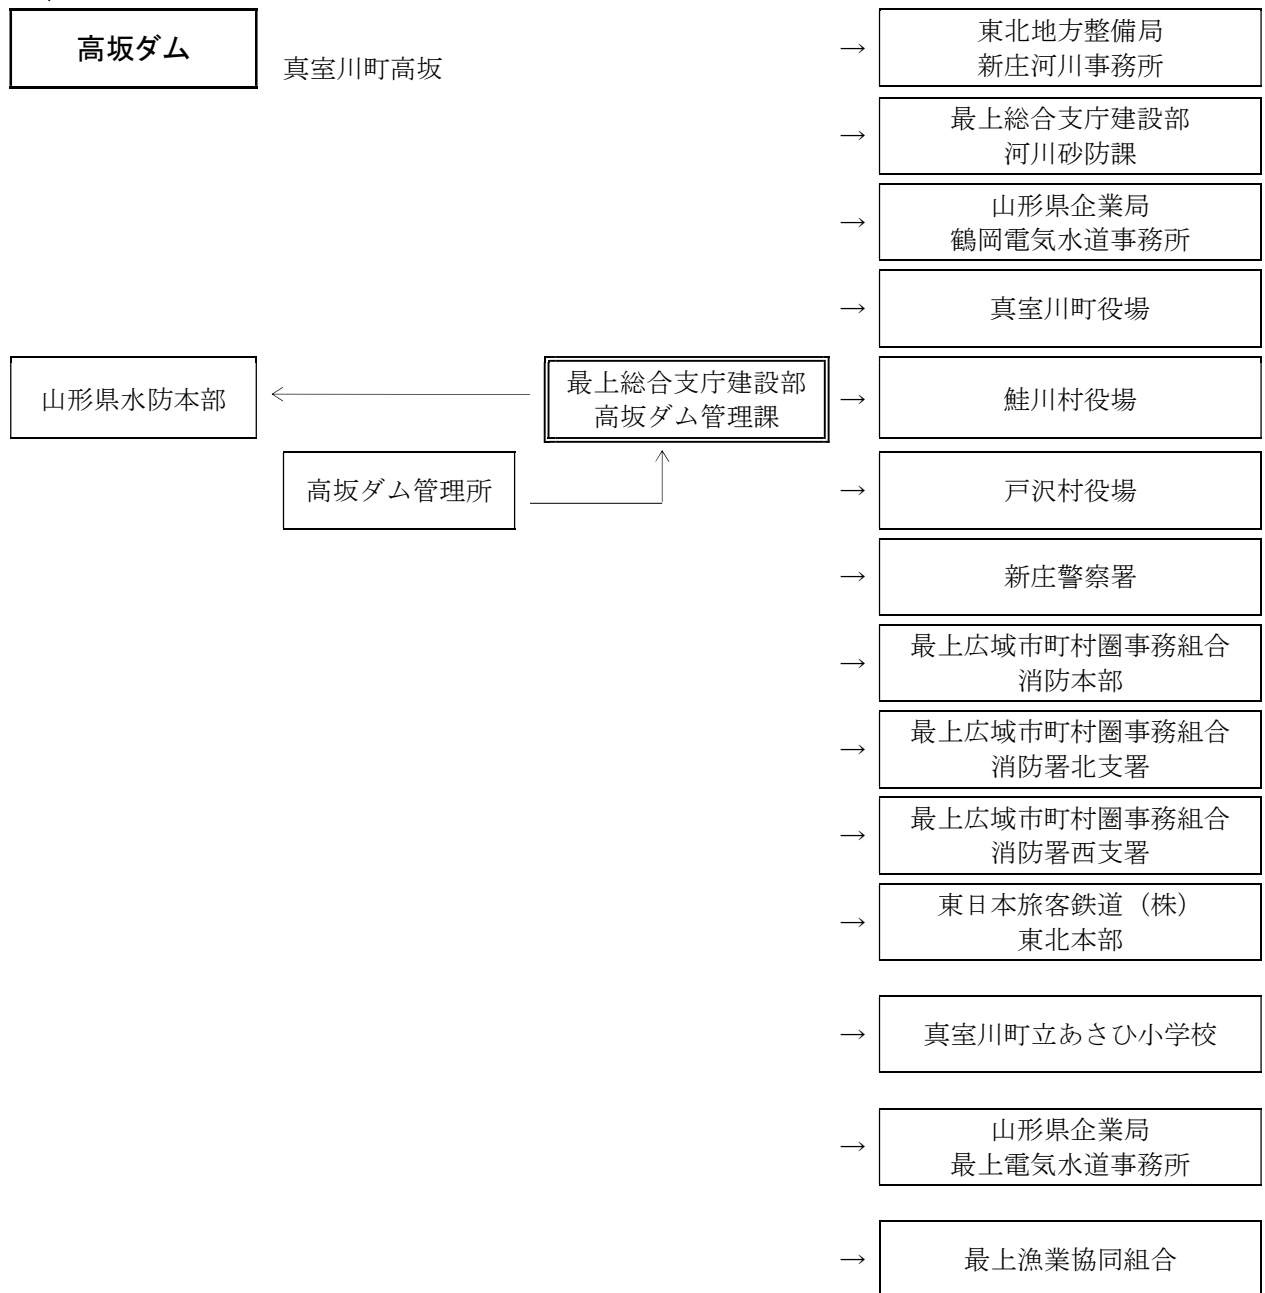 高坂ダム
真室川町高坂
→
東北地方整備局
新庄河川事務所
→
最上総合支庁建設部
河川砂防課
→
山形県企業局
鶴岡電気水道事務所
→
真室川町役場
山形県水防本部
最上総合支庁建設部
高坂ダム管理課
→
鮭川村役場
高坂ダム管理所
→
戸沢村役場
→
新庄警察署
→
最上広域市町村圏事務組合
消防本部
→
最上広域市町村圏事務組合
消防署北支署
→
最上広域市町村圏事務組合
消防署西支署
→
東日本旅客鉄道（株）
東北本部
→
真室川町立あさひ小学校
→
山形県企業局
最上電気水道事務所
→
最上漁業協同組合